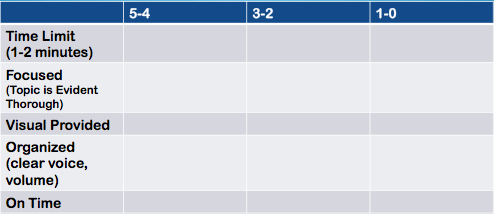 5-4 3-2 1-0
Time Limit
(1-2 minutes)
Focused
(Topic is Evident
Thorough)
Visual Provided
Organized
(clear voice,
volume)
On Time